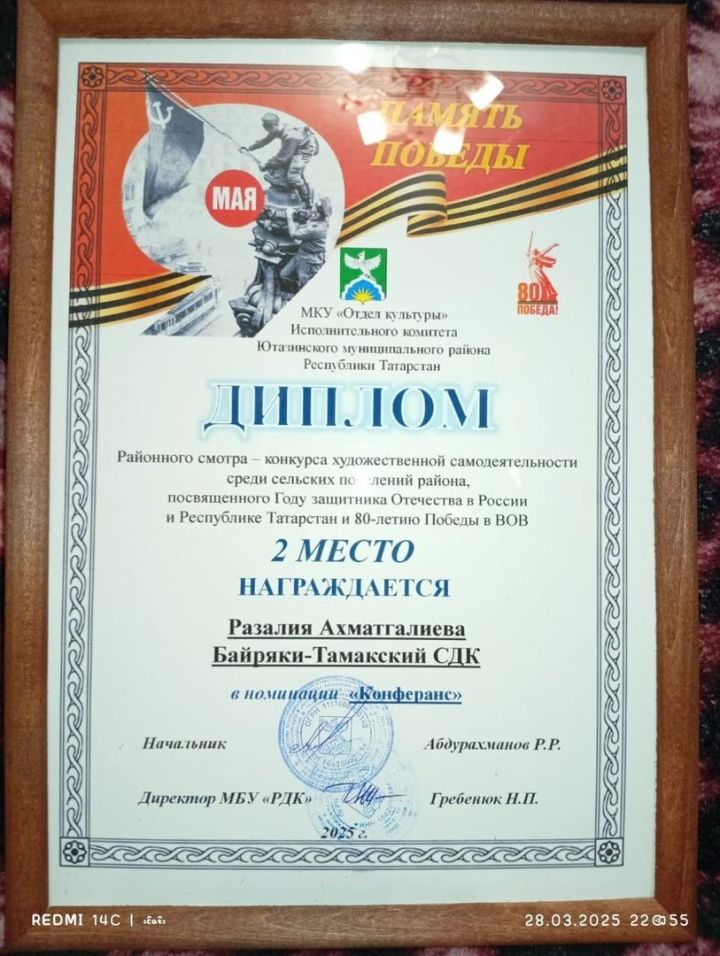 ПАМЯТЬ
ПОБЕДЫ
МАЯ
80
ПОБЕДА!
МКУ «Отдел культуры»
Исполнительного комитета
Ютазинского муниципального района
Республики Татарстан
ДИПЛОМ
Районного смотра – конкурса художественной самодеятельности
среди сельских района,
посвященного Году защитника Отечества в России
и Республике Татарстан и 80-летию Победы в ВОВ
2 МЕСТО
НАГРАЖДАЕТСЯ
Разалия Ахматгалиева
Байряки-Тамакский СДК
в номинации «Конферанс»
Начальник Абдурахманов Р.Р.
Директор МБУ «РДК» Гребенюк Н.П.
2025 г.
REDMI 14C | 28.03.2025 22:55